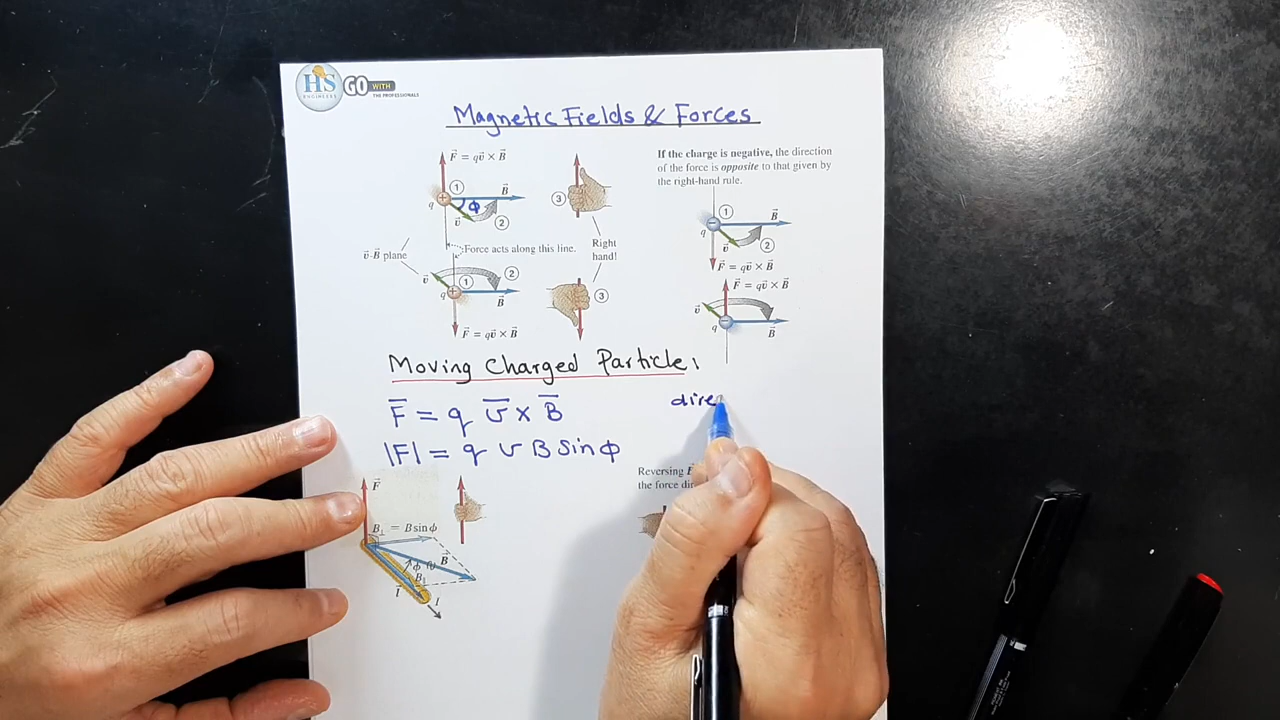 HS
ENGINEERS
GO WITH
THE PROFESSIONALS
Magnetic Fields & Forces
F⃗ = qv⃗ × B⃗
① B⃗
q ϕ
v⃗ ②
③
Force acts along this line.
v⃗-B⃗ plane
Right
hand!
v⃗ ②
q ① B⃗
③
F⃗ = qv⃗ × B⃗
If the charge is negative, the direction
of the force is opposite to that given by
the right-hand rule.
① B⃗
q v⃗ ②
F⃗ = qv⃗ × B⃗
F⃗ = qv⃗ × B⃗
v⃗
q B⃗
Moving Charged Particle:
F̅ = q v̅ × B̅
|F| = q v B sin ϕ
dire
F⃗
B⊥ = B sin ϕ
ϕ B⃗
B∥
l⃗ I
Reversing
the force dir